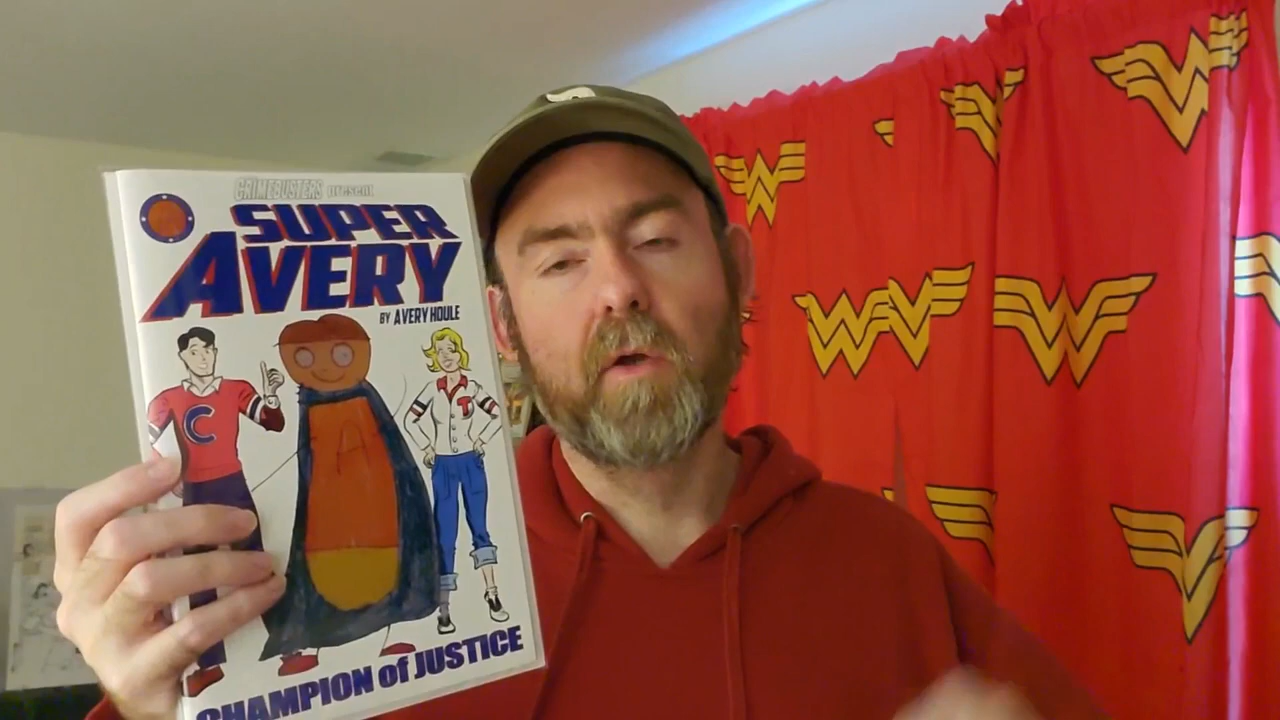 CRIMEBUSTERS present
SUPER
AVERY
BY AVERY HOULE
C
T
CHAMPION of JUSTICE